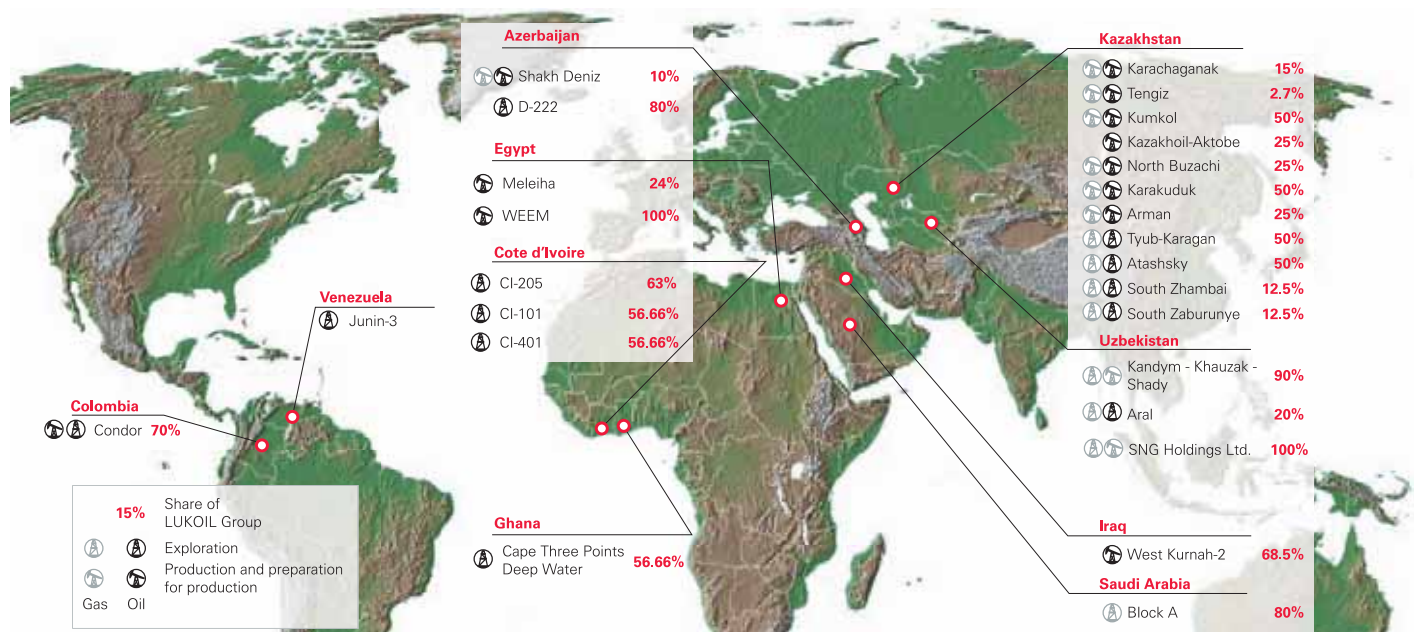 Azerbaijan
Shakh Deniz 10%
D-222 80%
Egypt
Meleiha 24%
WEEM 100%
Cote d'Ivoire
CI-205 63%
CI-101 56.66%
CI-401 56.66%
Venezuela
Junin-3
Colombia
Condor 70%
15% Share of
LUKOIL Group
Exploration
Production and preparation
for production
Gas Oil
Ghana
Cape Three Points
Deep Water 56.66%
Kazakhstan
Karachaganak 15%
Tengiz 2.7%
Kumkol 50%
Kazakhoil-Aktobe 25%
North Buzachi 25%
Karakuduk 50%
Arman 25%
Tyub-Karagan 50%
Atashsky 50%
South Zhambai 12.5%
South Zaburunye 12.5%
Uzbekistan
Kandym - Khauzak -
Shady 90%
Aral 20%
SNG Holdings Ltd. 100%
Iraq
West Kurnah-2 68.5%
Saudi Arabia
Block A 80%